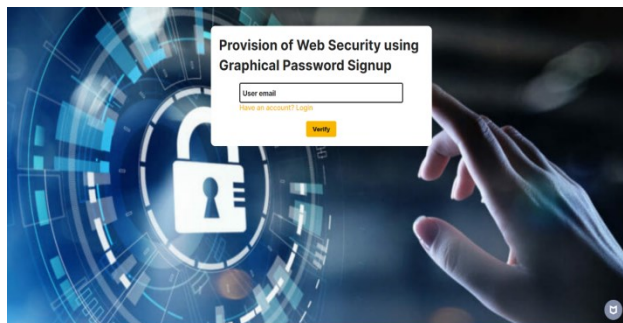 Provision of Web Security using
Graphical Password Signup
User email
Have an account? Login
Verify